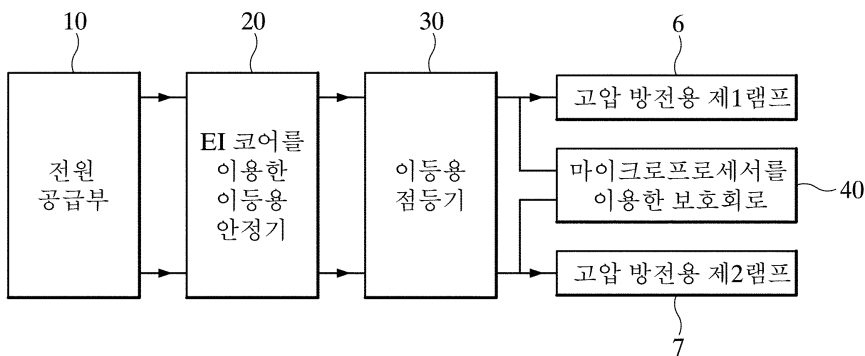 10
20
30
6
전원
공급부
EI 코어를
이용한
이등용
안정기
이등용
점등기
고압 방전용 제1램프
마이크로프로세서를
이용한 보호회로
40
고압 방전용 제2램프
7